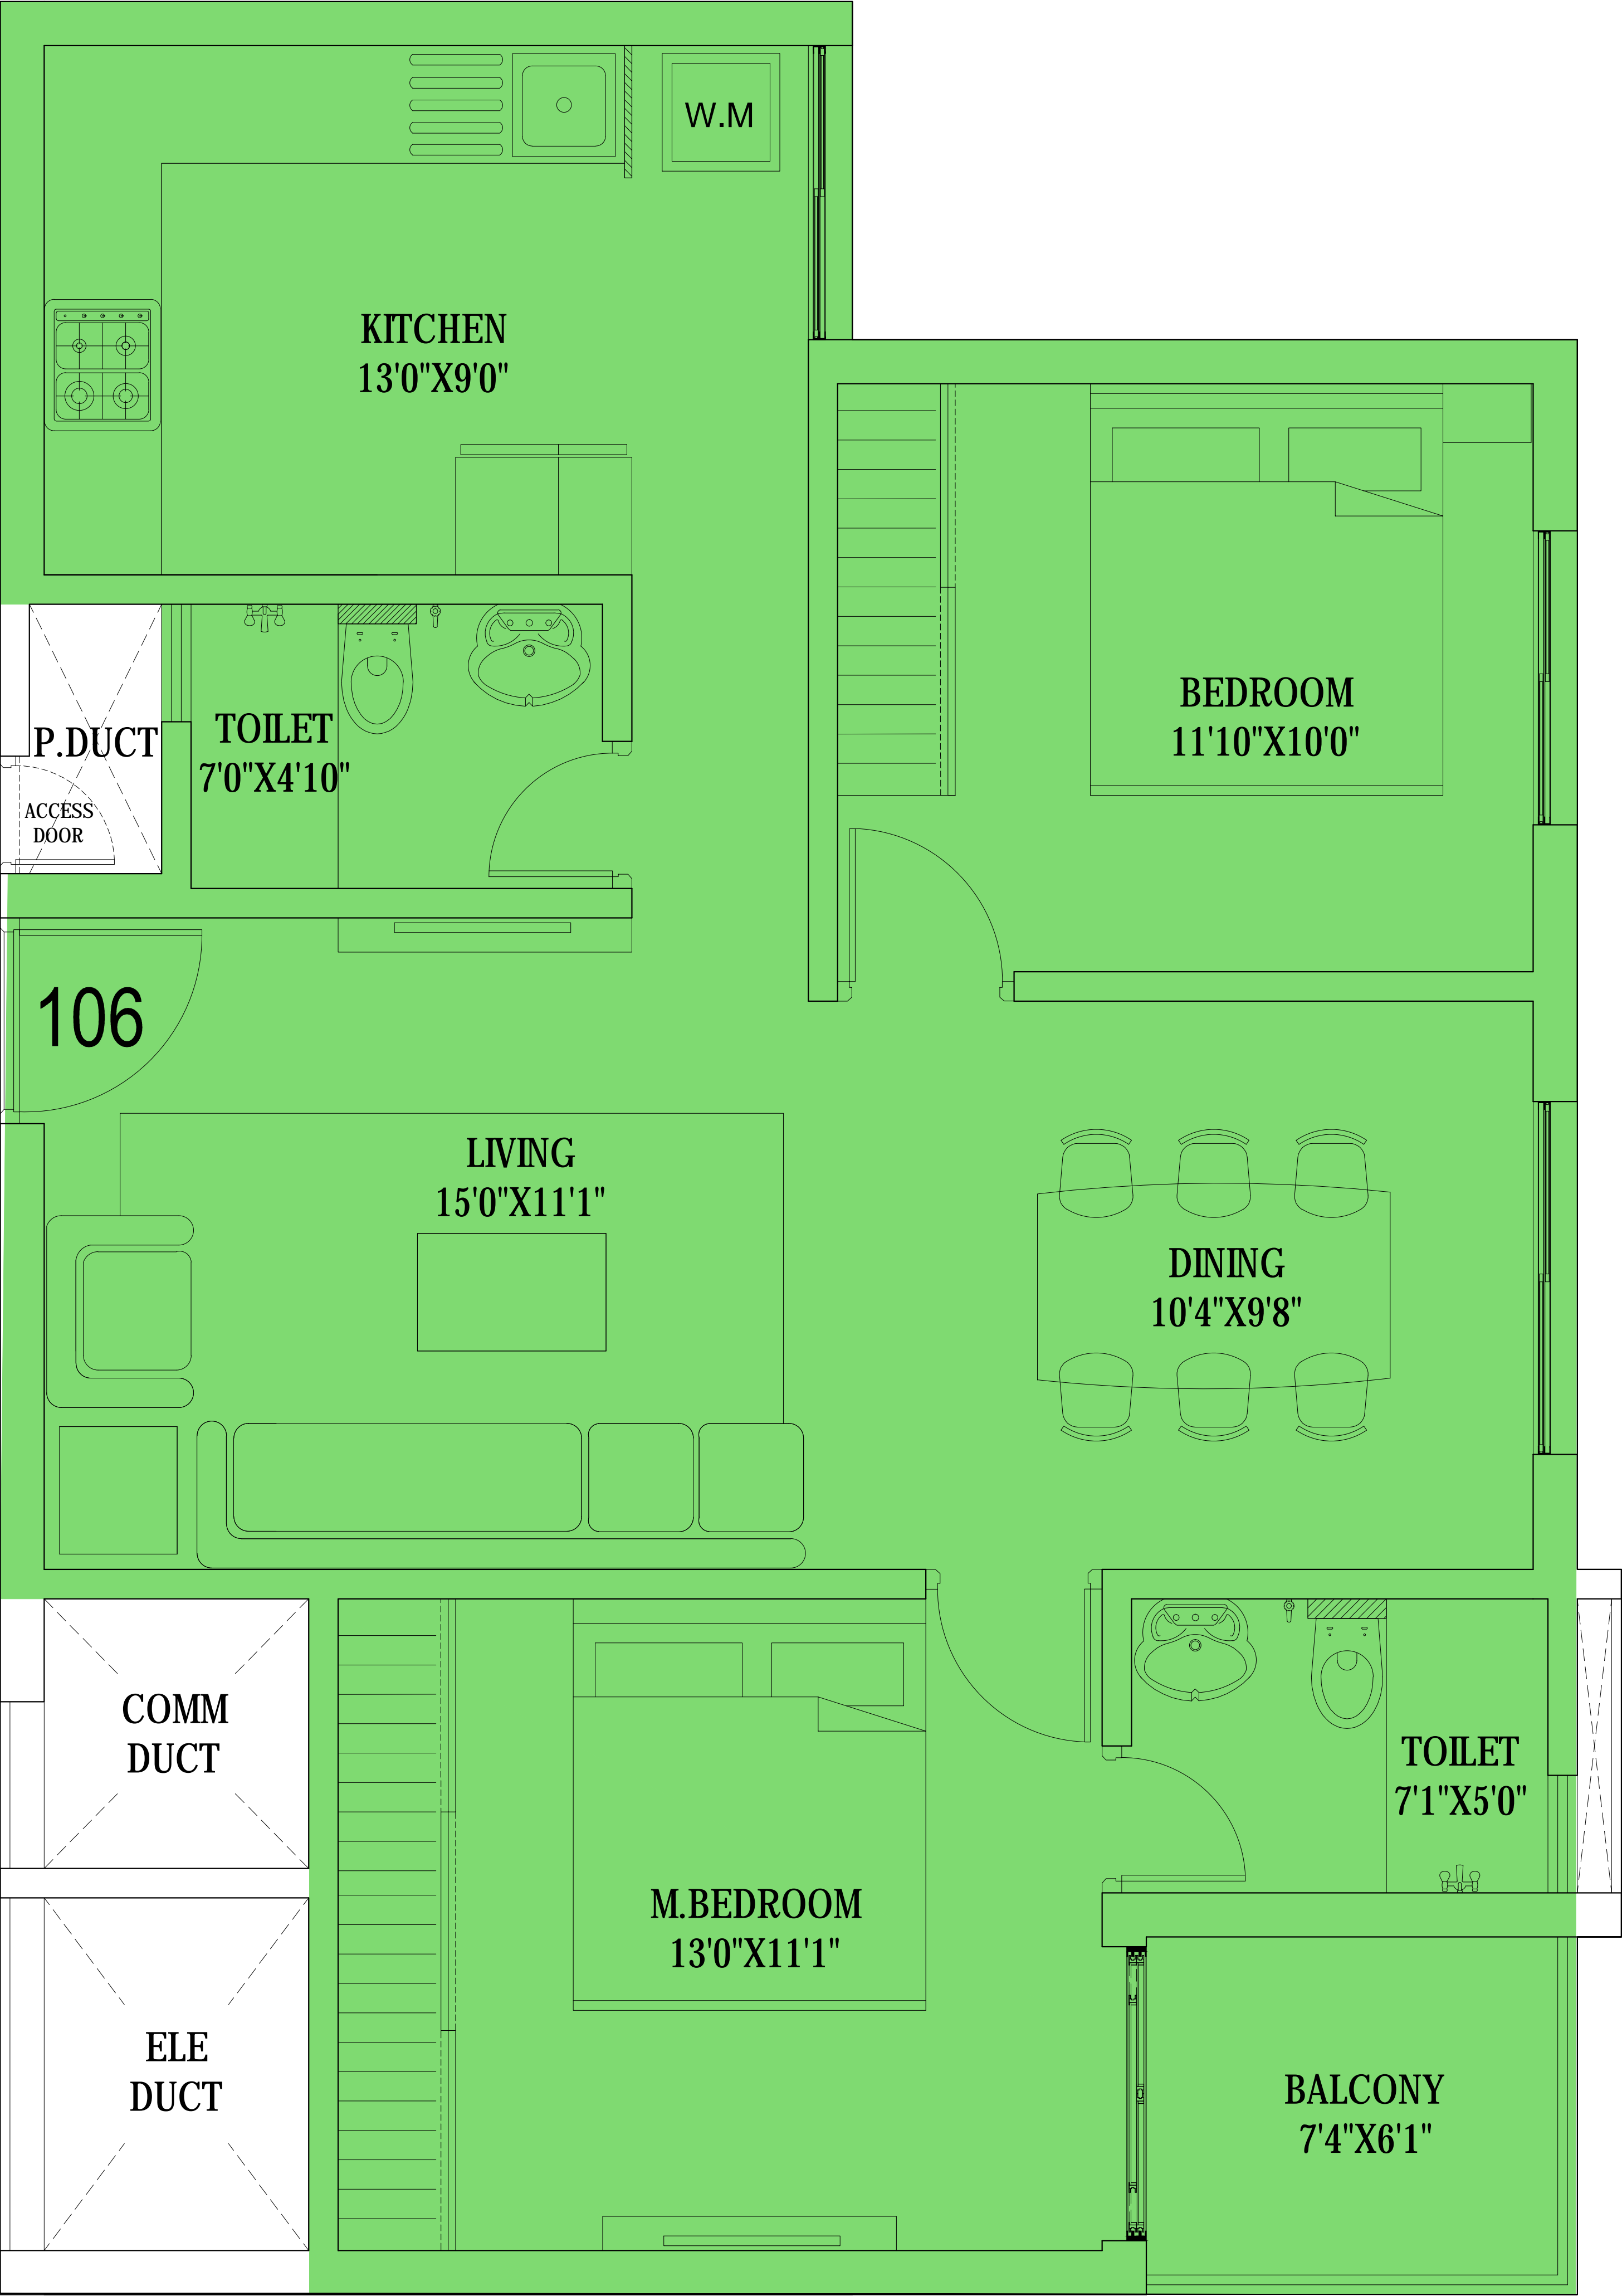 W.M
KITCHEN
13'0"X9'0"
BEDROOM
11'10"X10'0"
P.DUCT
ACCESS
DOOR
TOILET
7'0"X4'10"
106
LIVING
15'0"X11'1"
DINING
10'4"X9'8"
COMM
DUCT
TOILET
7'1"X5'0"
M.BEDROOM
13'0"X11'1"
ELE
DUCT
BALCONY
7'4"X6'1"